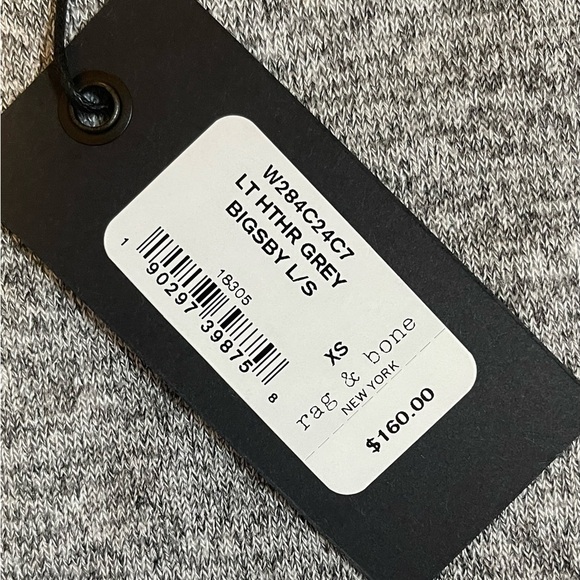 W284C24C7
LT HTHR GREY
BIGSBY L/S
18305
1 90297 39875 8
XS
rag & bone
NEW YORK
$160.00